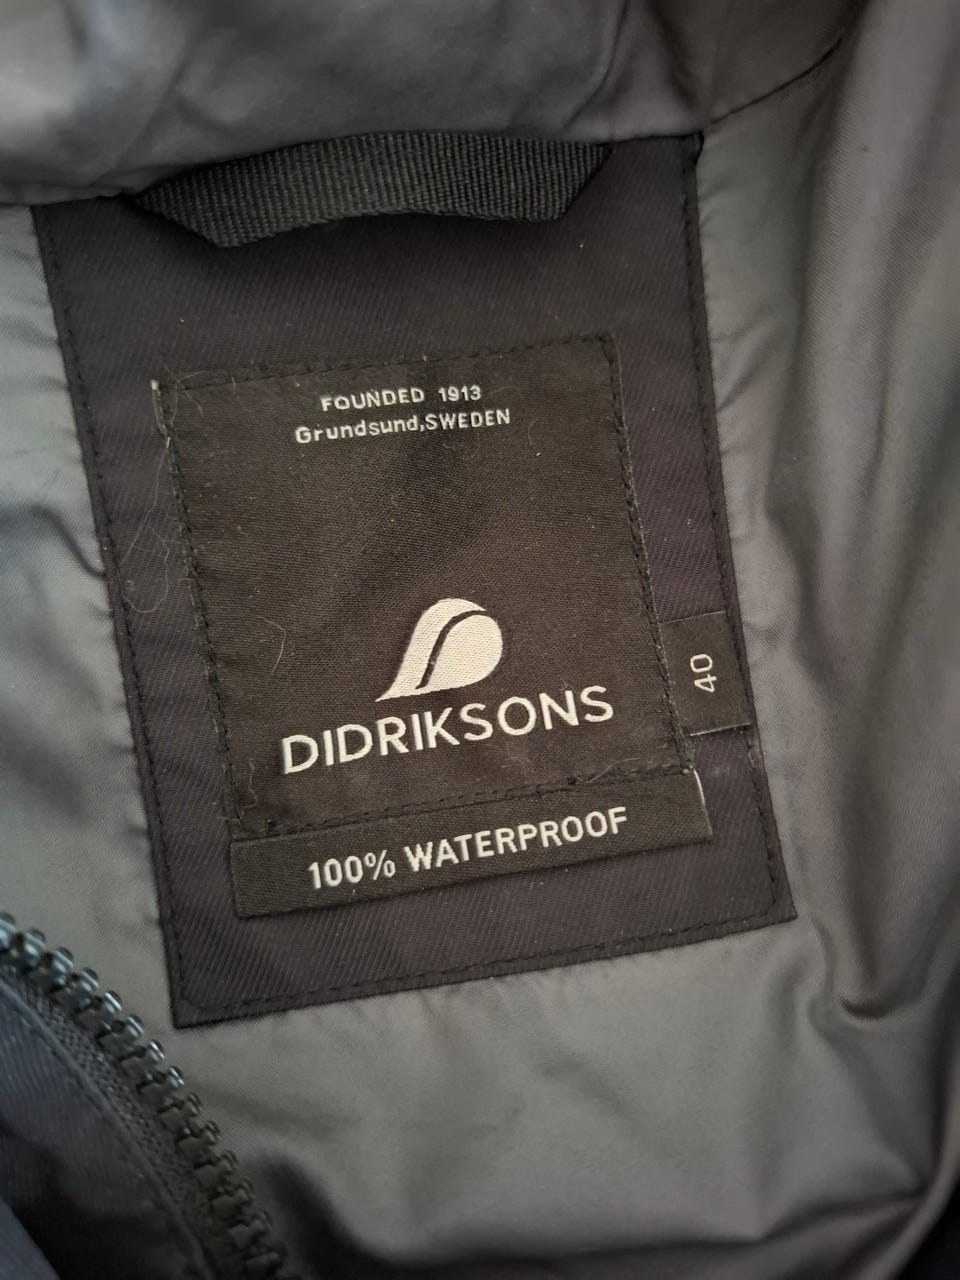 FOUNDED 1913
Grundsund,SWEDEN
DIDRIKSONS
40
100% WATERPROOF